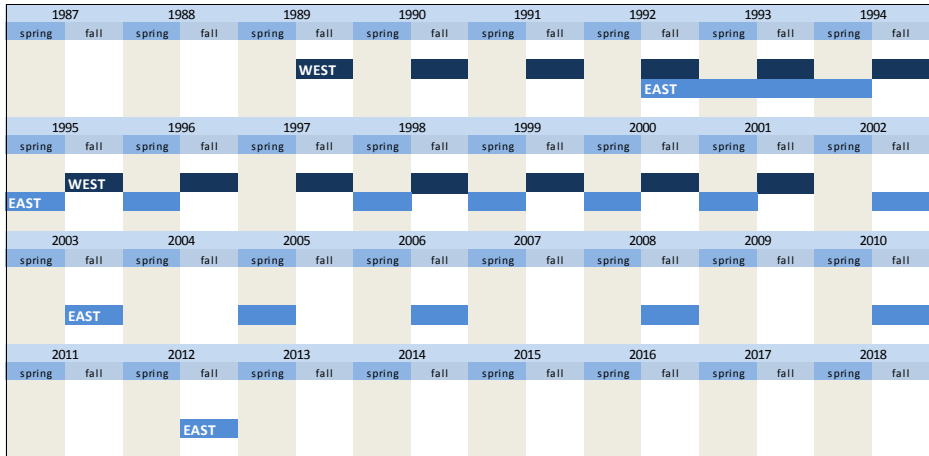 1987 1988 1989 1990 1991 1992 1993 1994
spring fall spring fall spring fall spring fall spring fall spring fall spring fall spring fall
WEST
EAST
1995 1996 1997 1998 1999 2000 2001 2002
spring fall spring fall spring fall spring fall spring fall spring fall spring fall spring fall
WEST
EAST
2003 2004 2005 2006 2007 2008 2009 2010
spring fall spring fall spring fall spring fall spring fall spring fall spring fall spring fall
EAST
2011 2012 2013 2014 2015 2016 2017 2018
spring fall spring fall spring fall spring fall spring fall spring fall spring fall spring fall
EAST